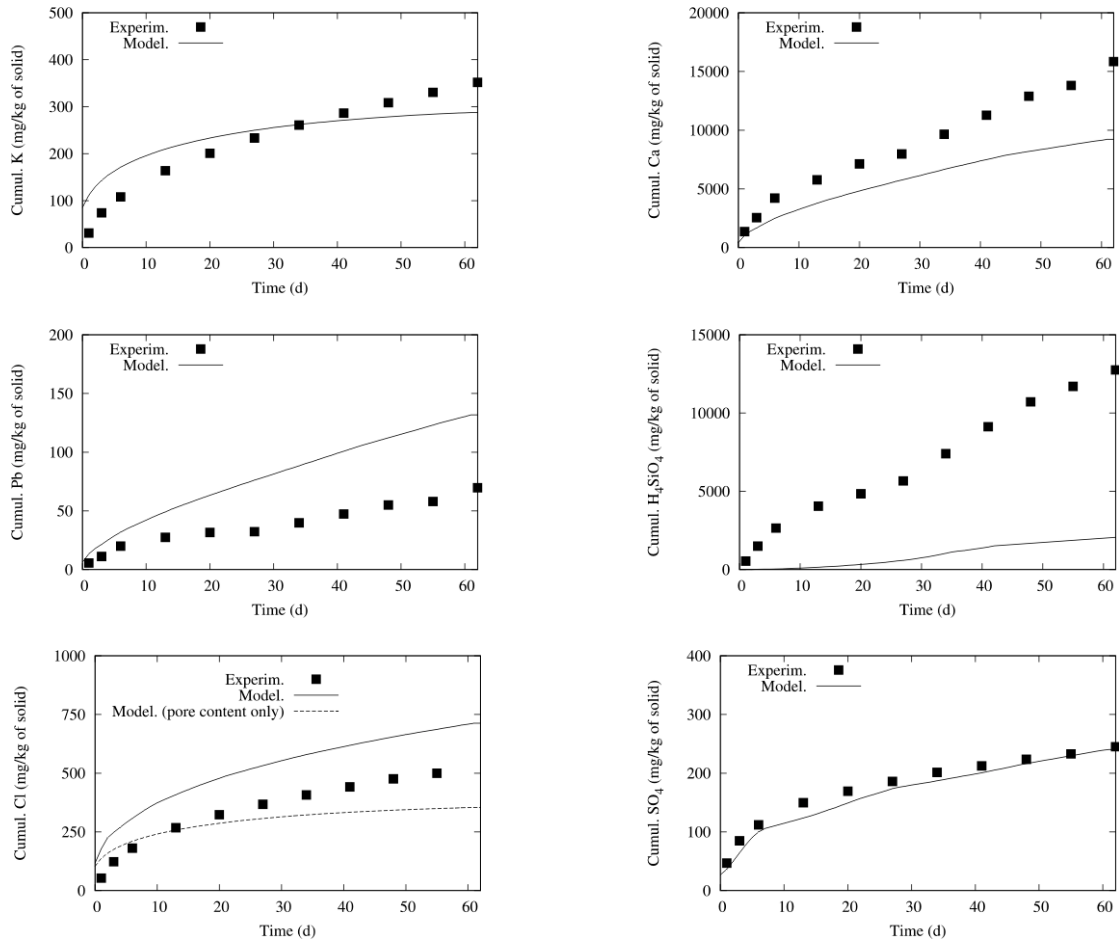 Cumul. K (mg/kg of solid)
500
400
300
200
100
0
Experim.
Model.
0 10 20 30 40 50 60
Time (d)
Cumul. Ca (mg/kg of solid)
20000
15000
10000
5000
0
Experim.
Model.
0 10 20 30 40 50 60
Time (d)
Cumul. Pb (mg/kg of solid)
200
150
100
50
0
Experim.
Model.
0 10 20 30 40 50 60
Time (d)
Cumul. H₄SiO₄ (mg/kg of solid)
15000
10000
5000
0
Experim.
Model.
0 10 20 30 40 50 60
Time (d)
Cumul. Cl (mg/kg of solid)
1000
750
500
250
0
Experim.
Model.
Model. (pore content only)
0 10 20 30 40 50 60
Time (d)
Cumul. SO₄ (mg/kg of solid)
400
300
200
100
0
Experim.
Model.
0 10 20 30 40 50 60
Time (d)